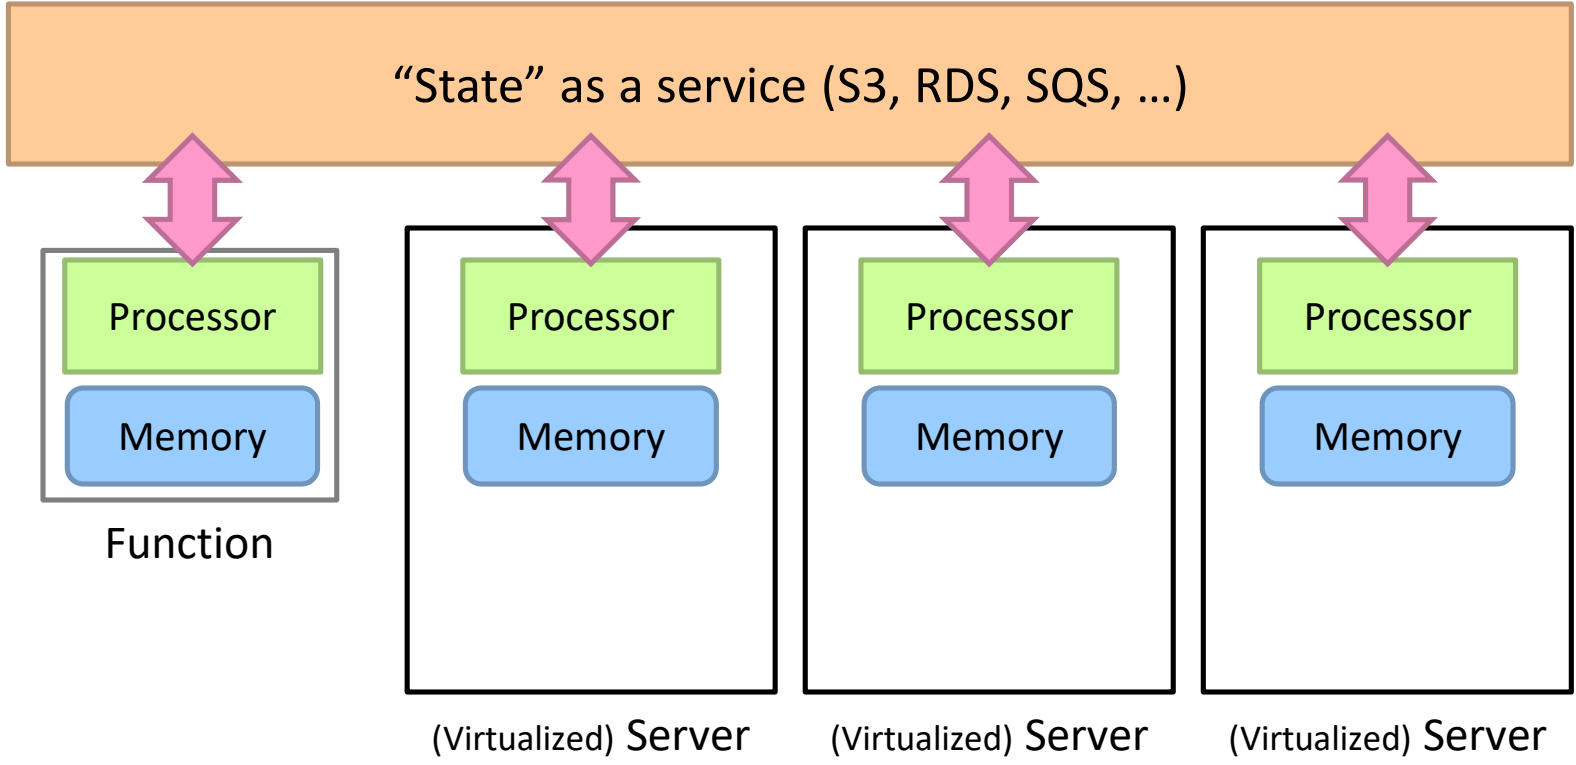 “State” as a service (S3, RDS, SQS, …)
Processor
Memory
Function
Processor
Memory
(Virtualized) Server
Processor
Memory
(Virtualized) Server
Processor
Memory
(Virtualized) Server